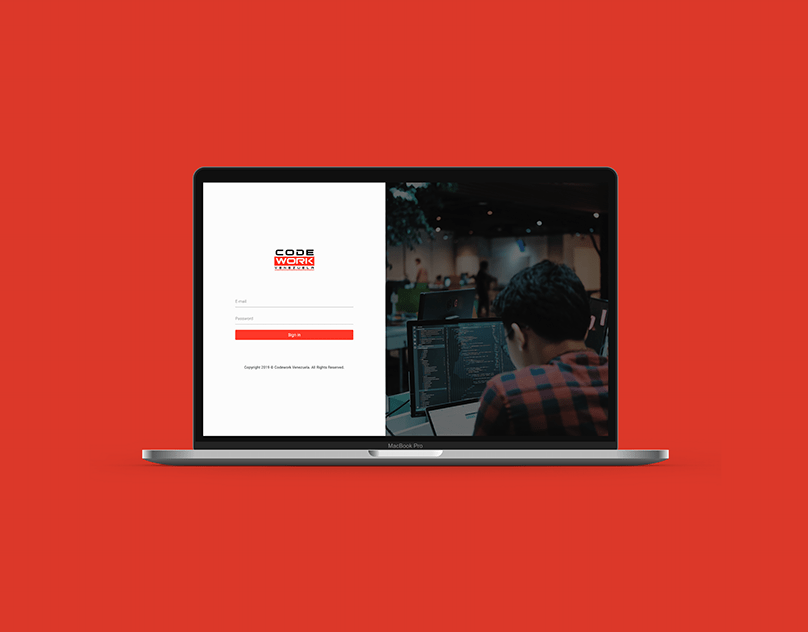 CODE
WORK
VENEZUELA
E-mail
Password
Sign in
Copyright 2019 © Codework Venezuela. All Rights Reserved.
MacBook Pro